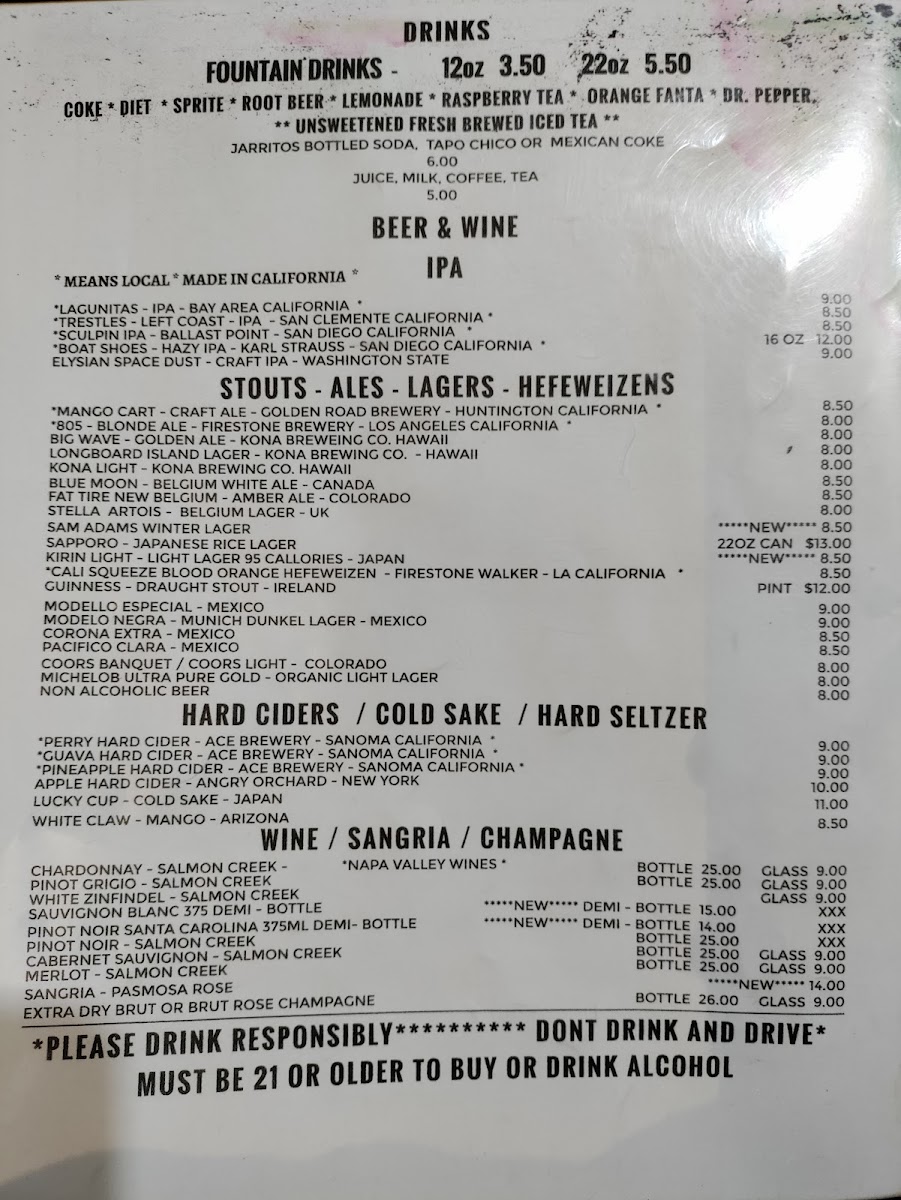 DRINKS
FOUNTAIN DRINKS - 12oz 3.50 22oz 5.50
COKE * DIET * SPRITE * ROOT BEER * LEMONADE * RASPBERRY TEA * ORANGE FANTA * DR. PEPPER.
** UNSWEETENED FRESH BREWED ICED TEA **
JARRITOS BOTTLED SODA, TAPO CHICO OR MEXICAN COKE
6.00
JUICE, MILK, COFFEE, TEA
5.00
BEER & WINE
IPA
* MEANS LOCAL * MADE IN CALIFORNIA *
*LAGUNITAS - IPA - BAY AREA CALIFORNIA * 9.00
*TRESTLES - LEFT COAST - IPA - SAN CLEMENTE CALIFORNIA * 8.50
*SCULPIN IPA - BALLAST POINT - SAN DIEGO CALIFORNIA * 8.50
*BOAT SHOES - HAZY IPA - KARL STRAUSS - SAN DIEGO CALIFORNIA * 16 OZ 12.00
ELYSIAN SPACE DUST - CRAFT IPA - WASHINGTON STATE 9.00
STOUTS - ALES - LAGERS - HEFEWEIZENS
*MANGO CART - CRAFT ALE - GOLDEN ROAD BREWERY - HUNTINGTON CALIFORNIA * 8.50
*805 - BLONDE ALE - FIRESTONE BREWERY - LOS ANGELES CALIFORNIA * 8.00
BIG WAVE - GOLDEN ALE - KONA BREWEING CO. HAWAII 8.00
LONGBOARD ISLAND LAGER - KONA BREWING CO. - HAWAII 8.00
KONA LIGHT - KONA BREWING CO. HAWAII 8.00
BLUE MOON - BELGIUM WHITE ALE - CANADA 8.50
FAT TIRE NEW BELGIUM - AMBER ALE - COLORADO 8.50
STELLA ARTOIS - BELGIUM LAGER - UK 8.00
SAM ADAMS WINTER LAGER *****NEW***** 8.50
SAPPORO - JAPANESE RICE LAGER 22OZ CAN $13.00
KIRIN LIGHT - LIGHT LAGER 95 CALLORIES - JAPAN *****NEW***** 8.50
*CALI SQUEEZE BLOOD ORANGE HEFEWEIZEN - FIRESTONE WALKER - LA CALIFORNIA * 8.50
GUINNESS - DRAUGHT STOUT - IRELAND PINT $12.00
MODELLO ESPECIAL - MEXICO 9.00
MODELO NEGRA - MUNICH DUNKEL LAGER - MEXICO 9.00
CORONA EXTRA - MEXICO 8.50
PACIFICO CLARA - MEXICO 8.50
COORS BANQUET / COORS LIGHT - COLORADO 8.00
MICHELOB ULTRA PURE GOLD - ORGANIC LIGHT LAGER 8.00
NON ALCOHOLIC BEER 8.00
HARD CIDERS / COLD SAKE / HARD SELTZER
*PERRY HARD CIDER - ACE BREWERY - SANOMA CALIFORNIA * 9.00
*GUAVA HARD CIDER - ACE BREWERY - SANOMA CALIFORNIA * 9.00
*PINEAPPLE HARD CIDER - ACE BREWERY - SANOMA CALIFORNIA * 9.00
APPLE HARD CIDER - ANGRY ORCHARD - NEW YORK 10.00
LUCKY CUP - COLD SAKE - JAPAN 11.00
WHITE CLAW - MANGO - ARIZONA 8.50
WINE / SANGRIA / CHAMPAGNE
CHARDONNAY - SALMON CREEK - *NAPA VALLEY WINES * BOTTLE 25.00 GLASS 9.00
PINOT GRIGIO - SALMON CREEK BOTTLE 25.00 GLASS 9.00
WHITE ZINFINDEL - SALMON CREEK GLASS 9.00
SAUVIGNON BLANC 375 DEMI - BOTTLE *****NEW***** DEMI - BOTTLE 15.00 XXX
PINOT NOIR SANTA CAROLINA 375ML DEMI- BOTTLE *****NEW***** DEMI - BOTTLE 14.00 XXX
PINOT NOIR - SALMON CREEK BOTTLE 25.00 XXX
CABERNET SAUVIGNON - SALMON CREEK BOTTLE 25.00 GLASS 9.00
MERLOT - SALMON CREEK BOTTLE 25.00 GLASS 9.00
SANGRIA - PASMOSA ROSE *****NEW***** 14.00
EXTRA DRY BRUT OR BRUT ROSE CHAMPAGNE BOTTLE 26.00 GLASS 9.00
*PLEASE DRINK RESPONSIBLY********** DONT DRINK AND DRIVE*
MUST BE 21 OR OLDER TO BUY OR DRINK ALCOHOL